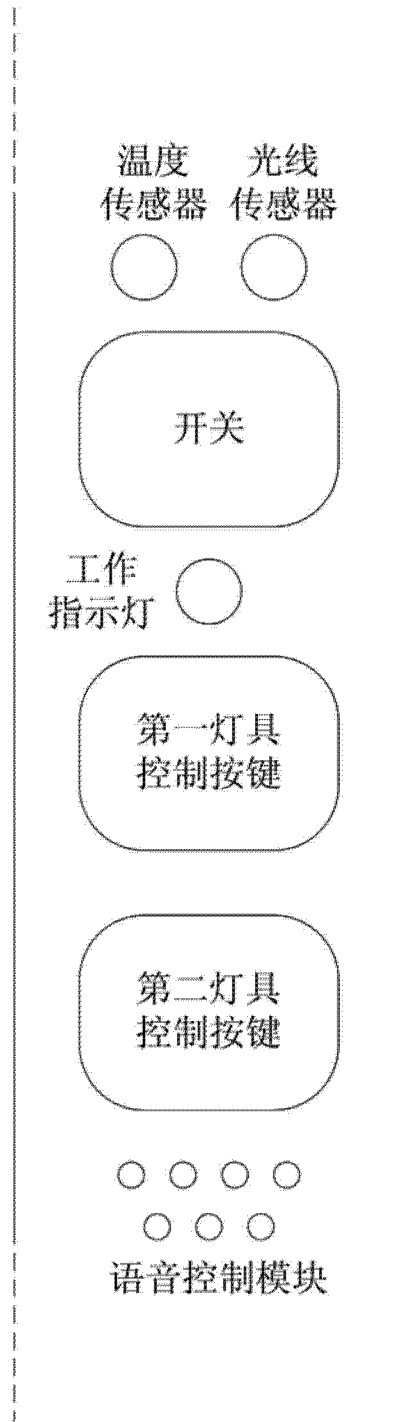 温度 光线
传感器 传感器
开关
工作
指示灯
第一灯具
控制按键
第二灯具
控制按键
语音控制模块